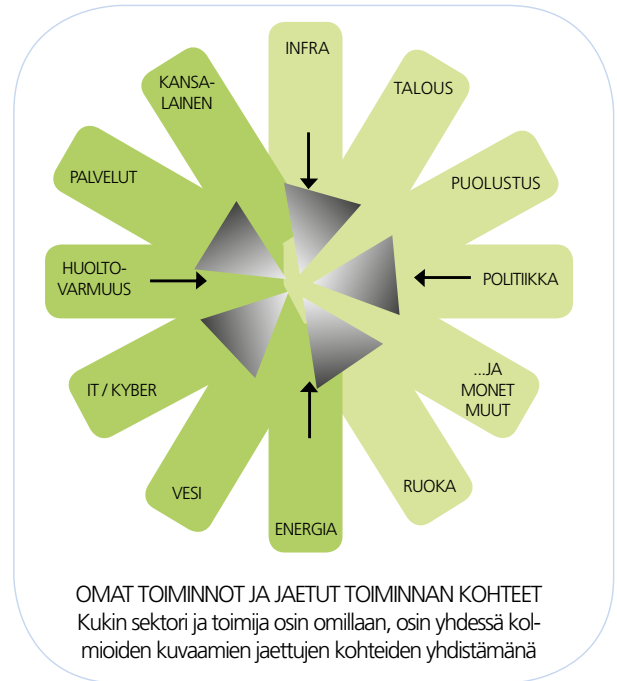 INFRA
TALOUS
PUOLUSTUS
POLITIIKKA
...JA
MONET
MUUT
RUOKA
ENERGIA
VESI
IT / KYBER
HUOLTO-
VARMUUS
PALVELUT
KANSA-
LAINEN
OMAT TOIMINNOT JA JAETUT TOIMINNAN KOHTEET
Kukin sektori ja toimija osin omillaan, osin yhdessä kol-
mioiden kuvaamien jaettujen kohteiden yhdistämänä